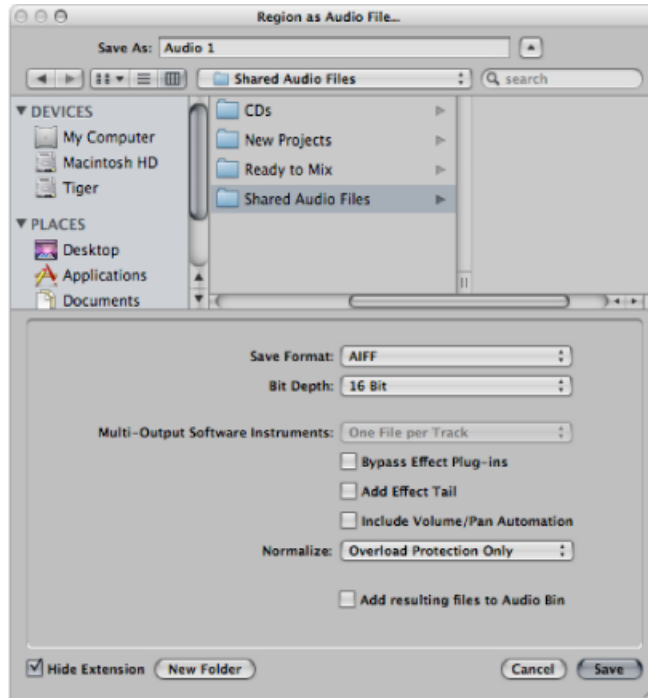 Region as Audio File...
Save As: Audio 1
Shared Audio Files
search
DEVICES
My Computer
Macintosh HD
Tiger
PLACES
Desktop
Applications
Documents
CDs
New Projects
Ready to Mix
Shared Audio Files
Save Format: AIFF
Bit Depth: 16 Bit
Multi-Output Software Instruments: One File per Track
Bypass Effect Plug-ins
Add Effect Tail
Include Volume/Pan Automation
Normalize: Overload Protection Only
Add resulting files to Audio Bin
Hide Extension New Folder Cancel Save